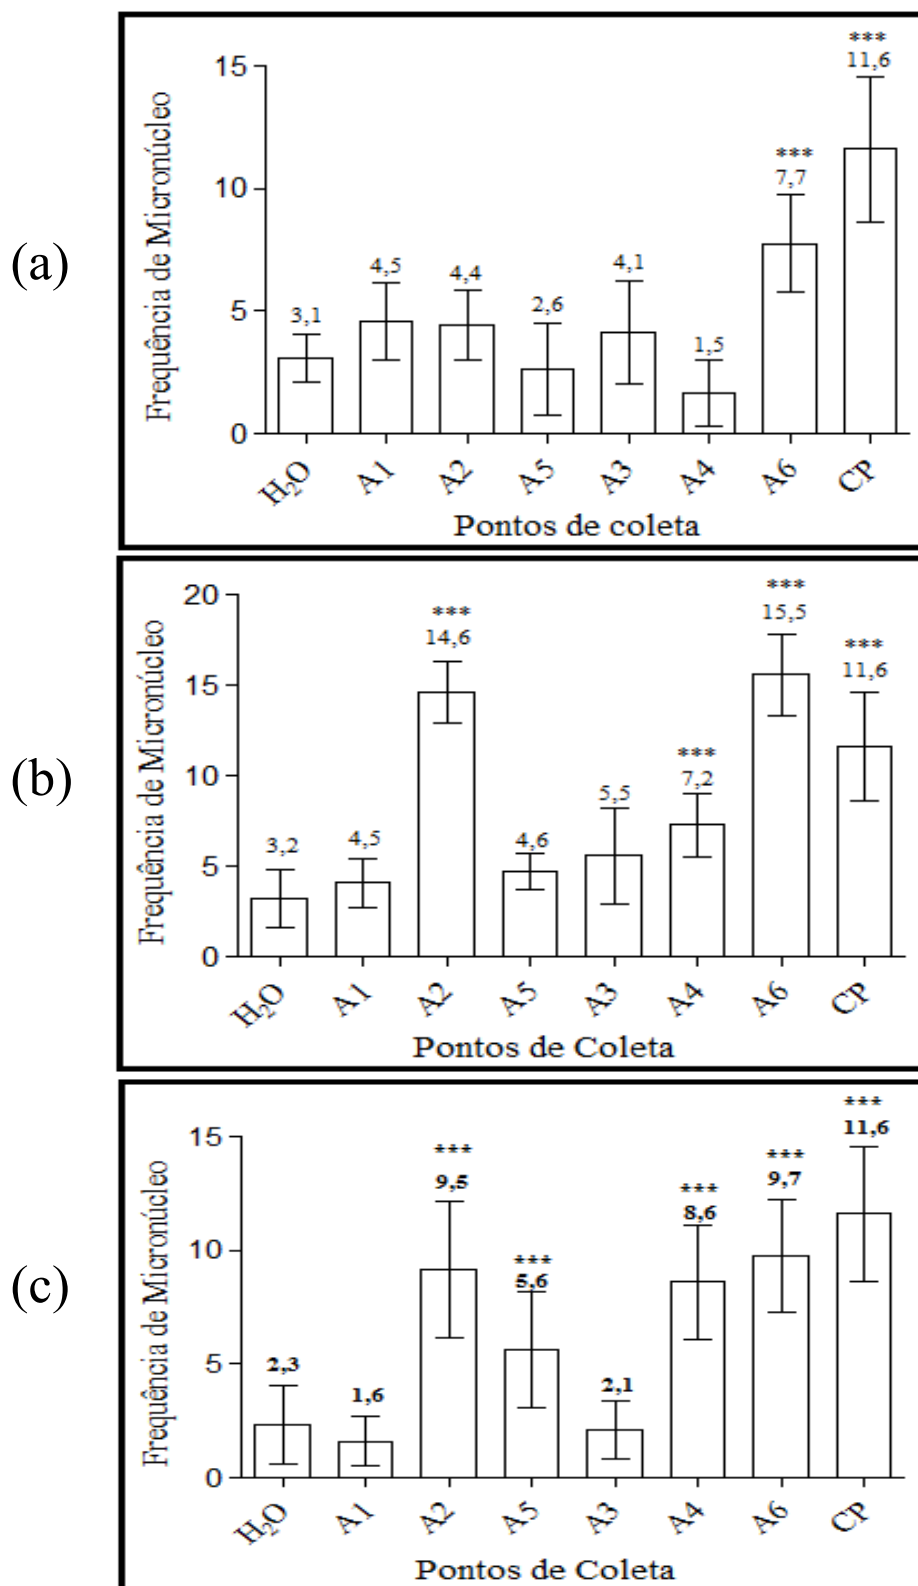 (a)
Frequência de Micronúcleo
15
10
5
0
3,1
4,5
4,4
2,6
4,1
1,5
***
7,7
***
11,6
H₂O
A1
A2
A5
A3
A4
A6
CP
Pontos de coleta
(b)
Frequência de Micronúcleo
20
15
10
5
0
3,2
4,5
***
14,6
4,6
5,5
***
7,2
***
15,5
***
11,6
H₂O
A1
A2
A5
A3
A4
A6
CP
Pontos de Coleta
(c)
Frequência de Micronúcleo
15
10
5
0
2,3
1,6
***
9,5
***
5,6
2,1
***
8,6
***
9,7
***
11,6
H₂O
A1
A2
A5
A3
A4
A6
CP
Pontos de Coleta